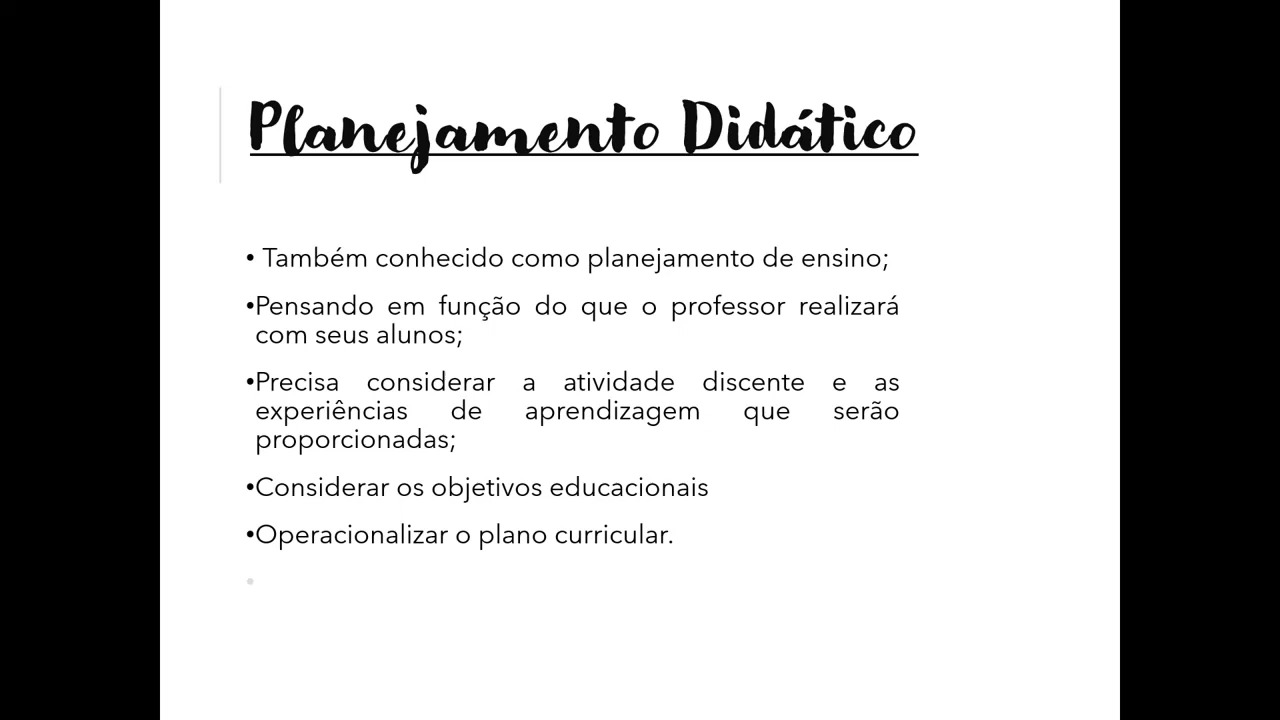 Planejamento Didático
• Também conhecido como planejamento de ensino;
•Pensando em função do que o professor realizará
com seus alunos;
•Precisa considerar a atividade discente e as
experiências de aprendizagem que serão
proporcionadas;
•Considerar os objetivos educacionais
•Operacionalizar o plano curricular.
•